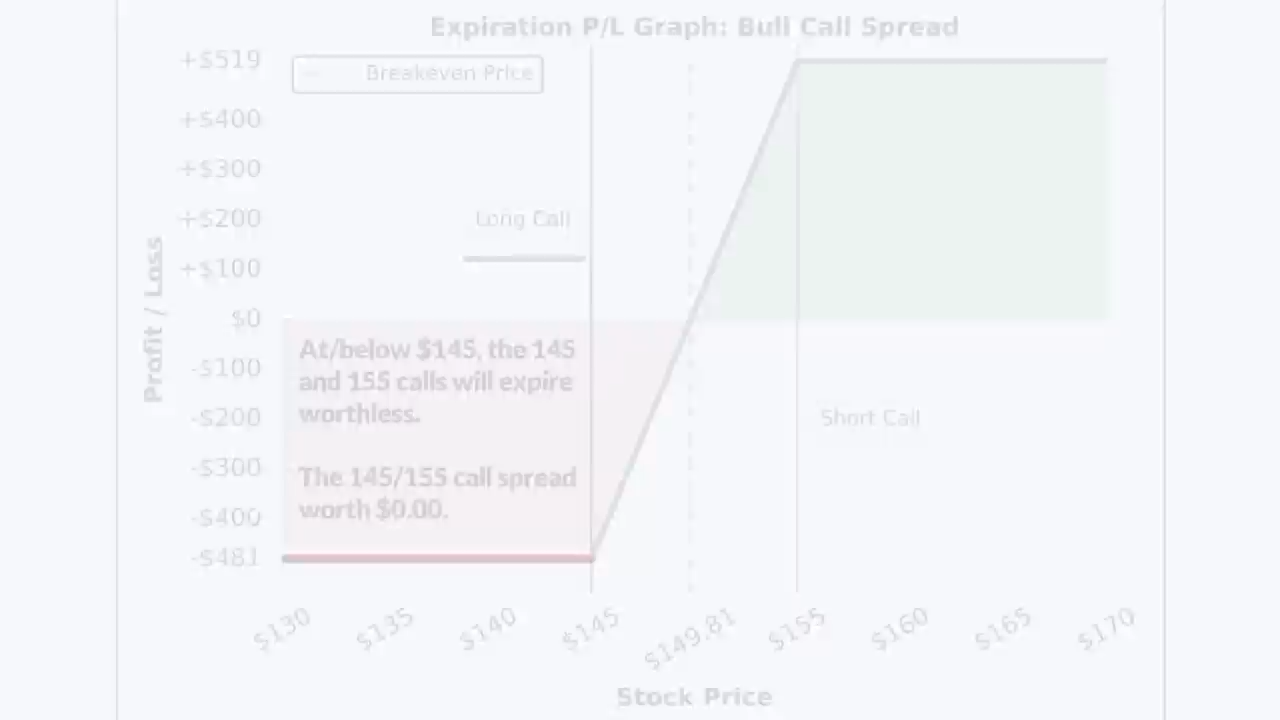 Expiration P/L Graph: Bull Call Spread
+$519
Breakeven Price
+$400
+$300
+$200
Long Call
+$100
Profit / Loss
$0
At/below $145, the 145
and 155 calls will expire
worthless.
-$100
-$200
Short Call
-$300
The 145/155 call spread
worth $0.00.
-$400
-$481
$130
$135
$140
$145
$149.81
$155
$160
$165
$170
Stock Price